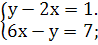 y − 2x = 1.
6x − y = 7;